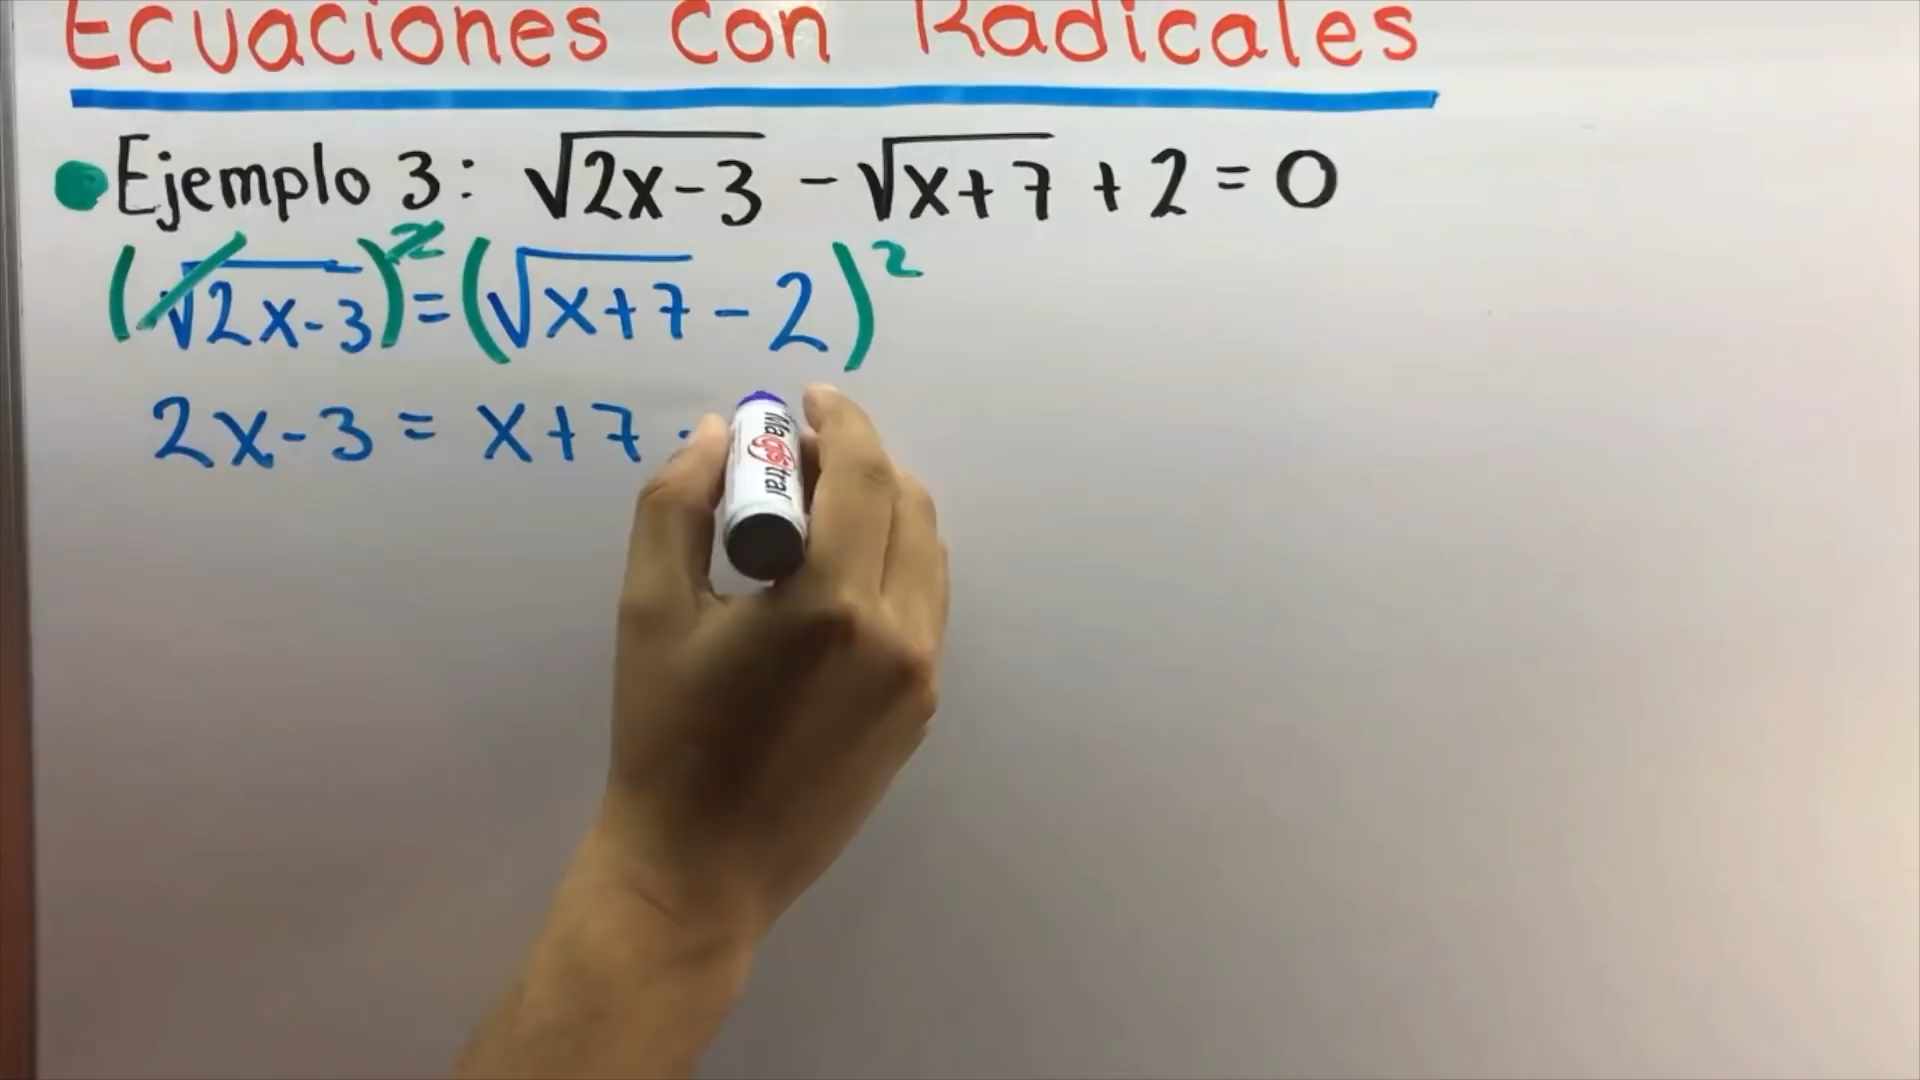 Ecuaciones con Radicales
Ejemplo 3: √2x-3 - √x+7 + 2 = 0
(√2x-3)² = (√x+7 - 2)²
2x-3 = x+7 -
Magistral